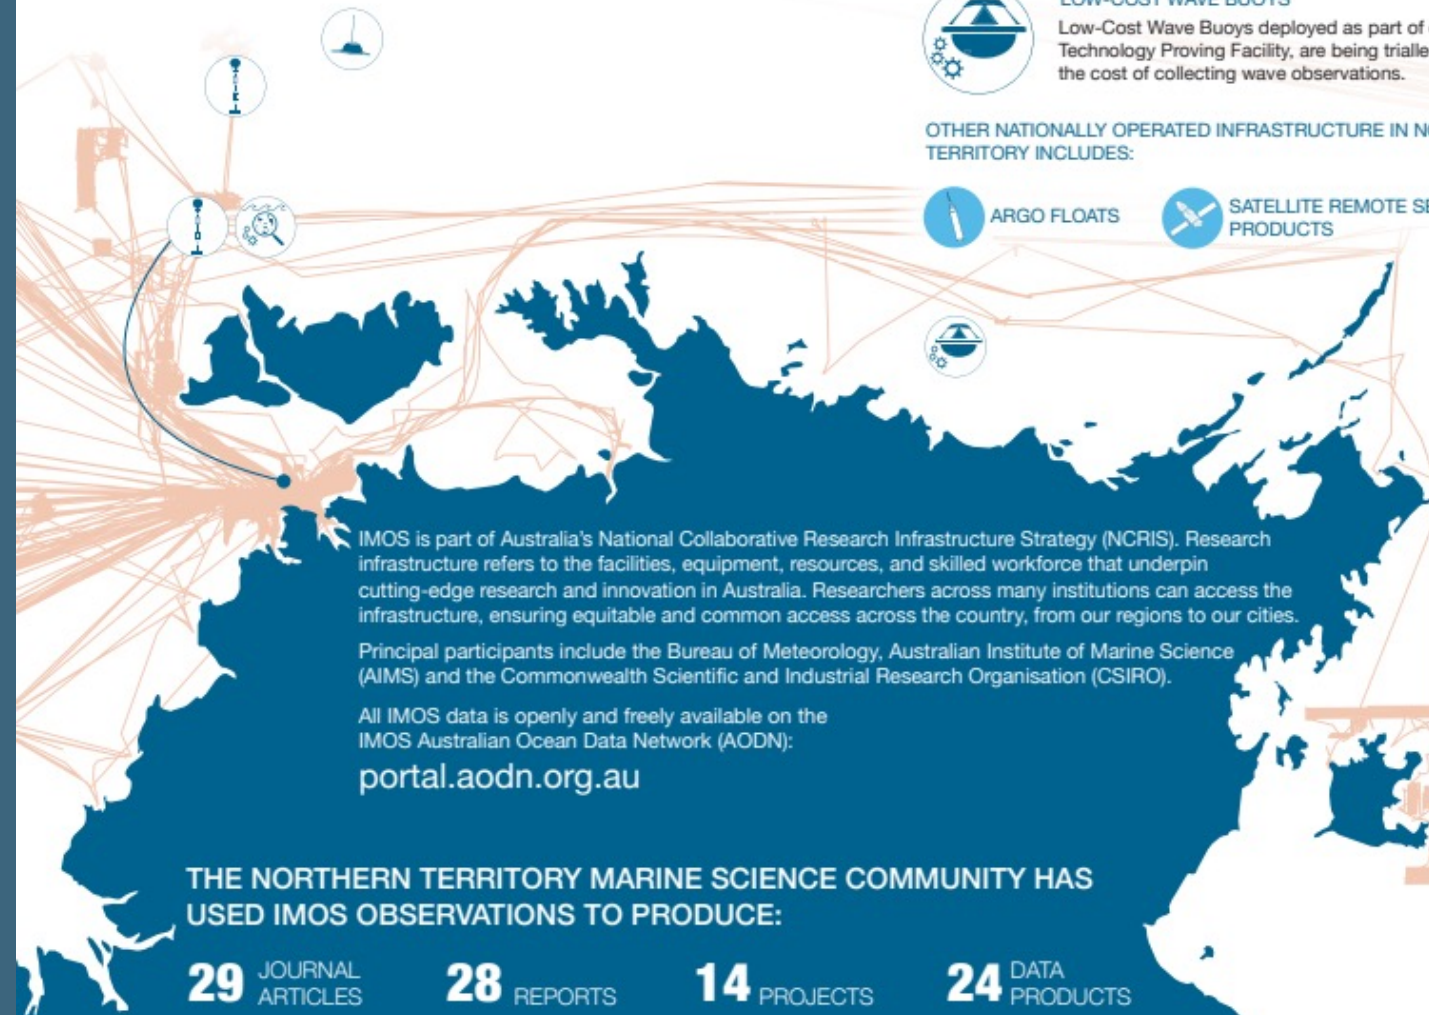 LOW-COST WAVE BUOYS
Low-Cost Wave Buoys deployed as part of
Technology Proving Facility, are being
the cost of collecting wave observations.
OTHER NATIONALLY OPERATED INFRASTRUCTURE IN
TERRITORY INCLUDES:
ARGO FLOATS
SATELLITE REMOTE
PRODUCTS
IMOS is part of Australia's National Collaborative Research Infrastructure Strategy (NCRIS). Research
infrastructure refers to the facilities, equipment, resources, and skilled workforce that underpin
cutting-edge research and innovation in Australia. Researchers across many institutions can access the
infrastructure, ensuring equitable and common access across the country, from our regions to our cities.
Principal participants include the Bureau of Meteorology, Australian Institute of Marine Science
(AIMS) and the Commonwealth Scientific and Industrial Research Organisation (CSIRO).
All IMOS data is openly and freely available on the
IMOS Australian Ocean Data Network (AODN):
portal.aodn.org.au
THE NORTHERN TERRITORY MARINE SCIENCE COMMUNITY HAS
USED IMOS OBSERVATIONS TO PRODUCE:
29 JOURNAL ARTICLES
28 REPORTS
14 PROJECTS
24 DATA PRODUCTS